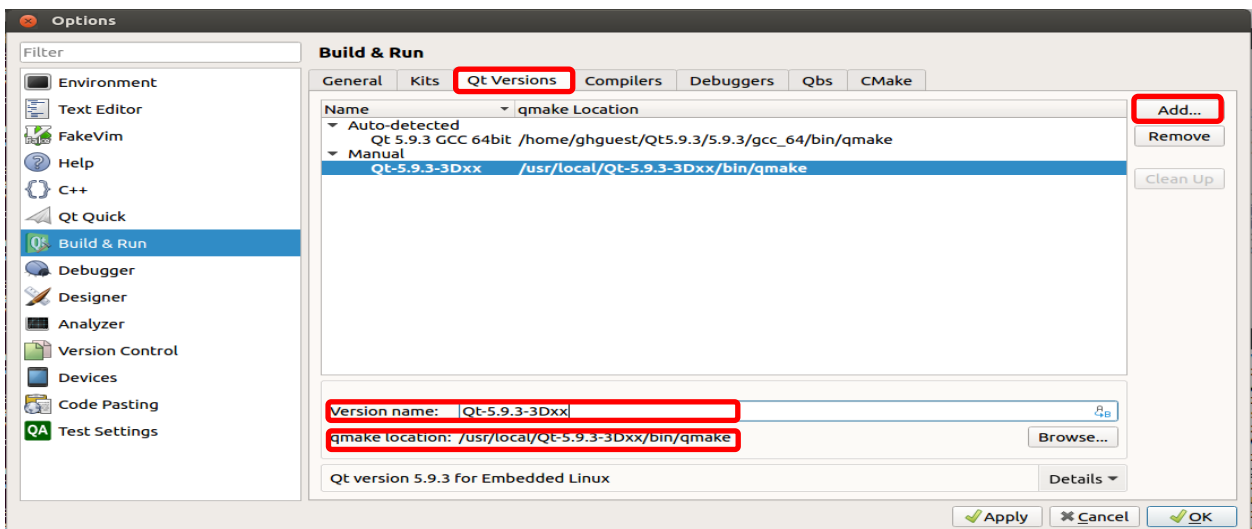 Options
Filter
Environment
Text Editor
FakeVim
Help
C++
Qt Quick
Build & Run
Debugger
Designer
Analyzer
Version Control
Devices
Code Pasting
QA Test Settings
Build & Run
General Kits Qt Versions Compilers Debuggers Qbs CMake
Name qmake Location
Auto-detected
Qt 5.9.3 GCC 64bit /home/ghguest/Qt5.9.3/5.9.3/gcc_64/bin/qmake
Manual
Qt-5.9.3-3Dxx /usr/local/Qt-5.9.3-3Dxx/bin/qmake
Add...
Remove
Clean Up
Version name: Qt-5.9.3-3Dxx
qmake location: /usr/local/Qt-5.9.3-3Dxx/bin/qmake
Browse...
Qt version 5.9.3 for Embedded Linux Details
Apply Cancel OK